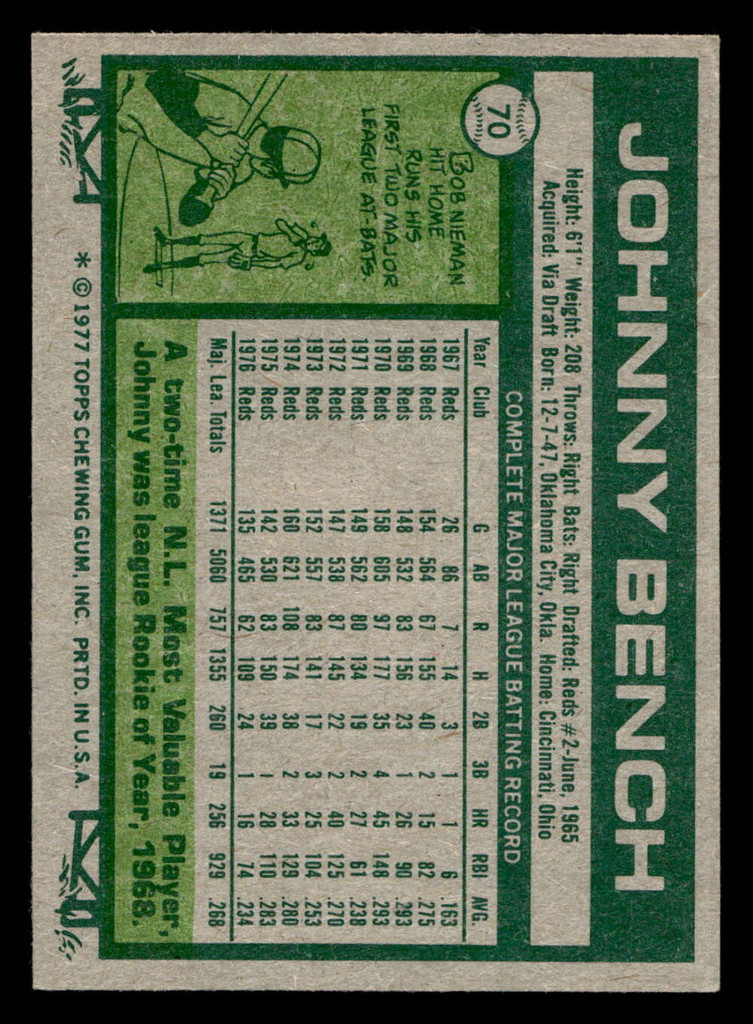 JOHNNY BENCH
70
Height: 6'1" Weight: 208 Throws: Right Bats: Right Drafted: Reds #2-June, 1965
Acquired: Via Draft Born: 12-7-47, Oklahoma City, Okla. Home: Cincinnati, Ohio
BOB NIEMAN
HIT HOME
RUNS HIS
FIRST TWO MAJOR
LEAGUE AT-BATS.
COMPLETE MAJOR LEAGUE BATTING RECORD
Year Club G AB R H 2B 3B HR RBI AVG.
1967 Reds 26 86 7 14 3 1 1 6 .163
1968 Reds 154 564 67 155 40 2 15 82 .275
1969 Reds 148 532 83 156 23 1 26 90 .293
1970 Reds 158 605 97 177 35 4 45 148 .293
1971 Reds 149 562 80 134 19 2 27 61 .238
1972 Reds 147 538 87 145 22 2 40 125 .270
1973 Reds 152 557 83 141 17 3 25 104 .253
1974 Reds 160 621 108 174 38 2 33 129 .280
1975 Reds 142 530 83 150 39 1 28 110 .283
1976 Reds 135 465 62 109 24 1 16 74 .234
Maj. Lea. Totals 1371 5060 757 1355 260 19 256 929 .268
A two-time N.L. Most Valuable Player,
Johnny was league Rookie of Year, 1968.
* © 1977 TOPPS CHEWING GUM, INC. PRTD. IN U.S.A.